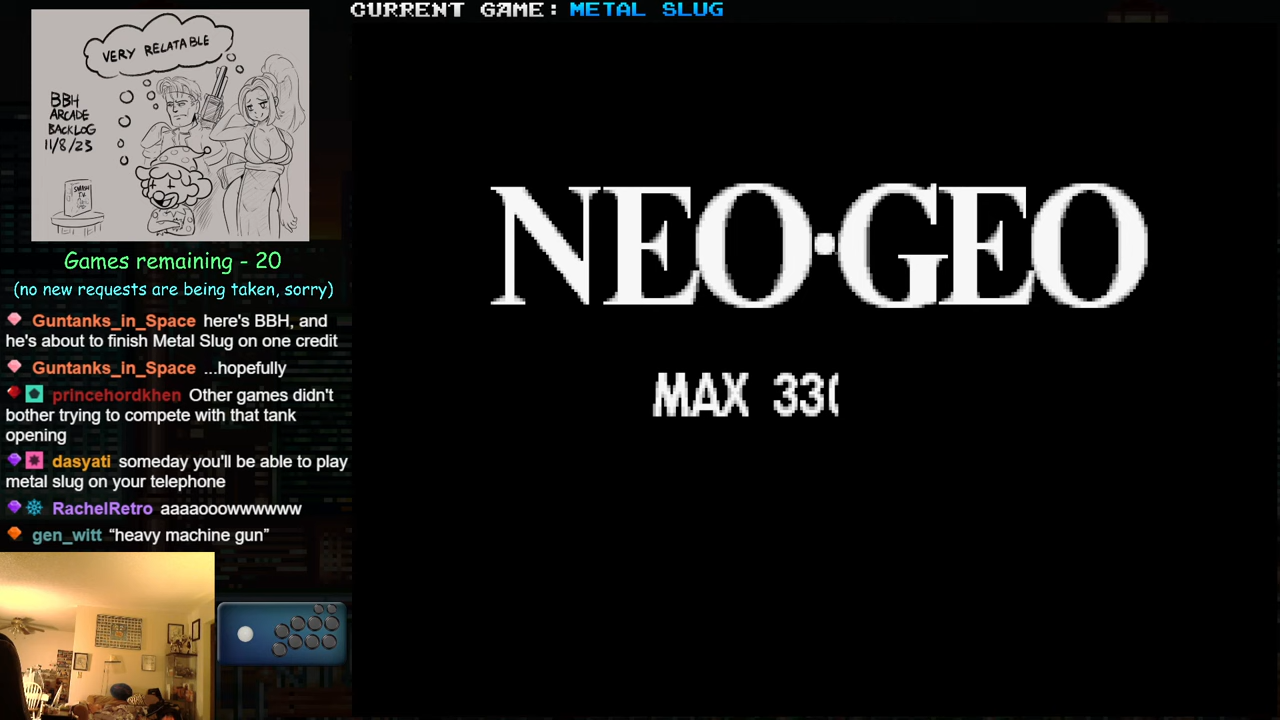 CURRENT GAME: METAL SLUG
VERY RELATABLE
BBH
ARCADE
BACKLOG
11/8/23
SMASH
TV
Games remaining - 20
(no new requests are being taken, sorry)
Guntanks_in_Space here's BBH, and
he's about to finish Metal Slug on one credit
Guntanks_in_Space ...hopefully
princehordkhen Other games didn't
bother trying to compete with that tank
opening
dasyati someday you'll be able to play
metal slug on your telephone
RachelRetro aaaaooowwwwww
gen_witt “heavy machine gun”
NEO·GEO
MAX 33